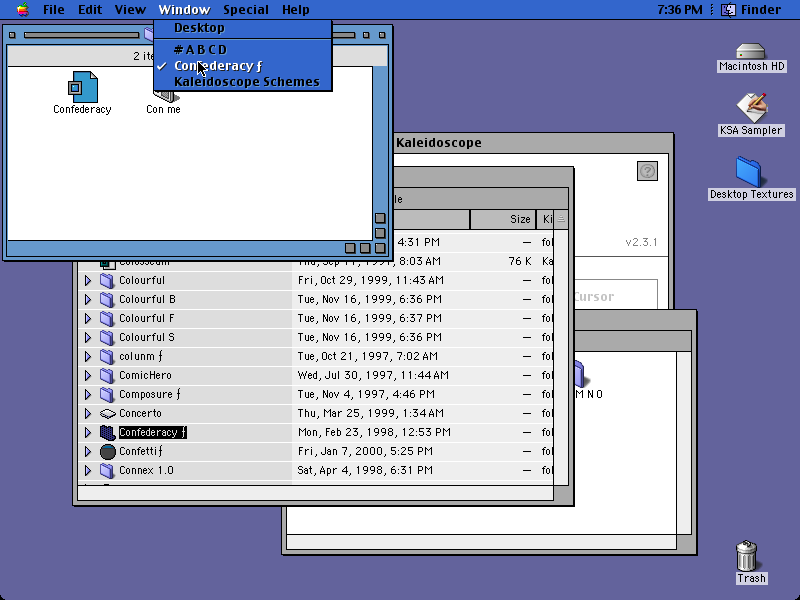 File Edit View Window Special Help 7:36 PM Finder
Desktop
# A B C D
Confederacy ƒ
Kaleidoscope Schemes
2 ite
Confederacy
Con me
Macintosh HD
KSA Sampler
Desktop Textures
Kaleidoscope
v2.3.1
Cursor
le
Size Ki
4:31 PM — fol
Colosseum Thu, Sep 11, 1997, 8:03 AM 76 K Ka
Colourful Fri, Oct 29, 1999, 11:43 AM — fol
Colourful B Tue, Nov 16, 1999, 6:36 PM — fol
Colourful F Tue, Nov 16, 1999, 6:37 PM — fol
Colourful S Tue, Nov 16, 1999, 6:36 PM — fol
colunm ƒ Tue, Oct 21, 1997, 7:02 AM — fol
ComicHero Wed, Jul 30, 1997, 11:44 AM — fol
Composure ƒ Tue, Nov 4, 1997, 4:46 PM — fol
Concerto Thu, Mar 25, 1999, 1:34 AM — fol
Confederacy ƒ Mon, Feb 23, 1998, 12:53 PM — fol
Confetti ƒ Fri, Jan 7, 2000, 5:25 PM — fol
Connex 1.0 Sat, Apr 4, 1998, 6:31 PM — fol
M N O
Trash